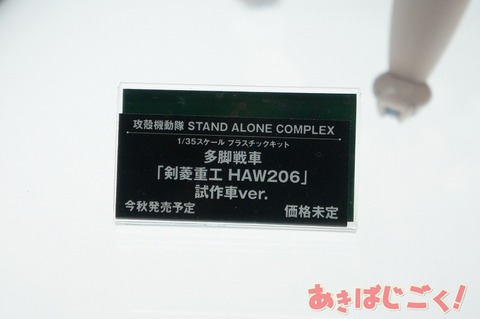 攻殻機動隊 STAND ALONE COMPLEX
1/35スケール プラスチックキット
多脚戦車
「剣菱重工 HAW206」
試作車ver.
今秋発売予定 価格未定
あきばじごく!